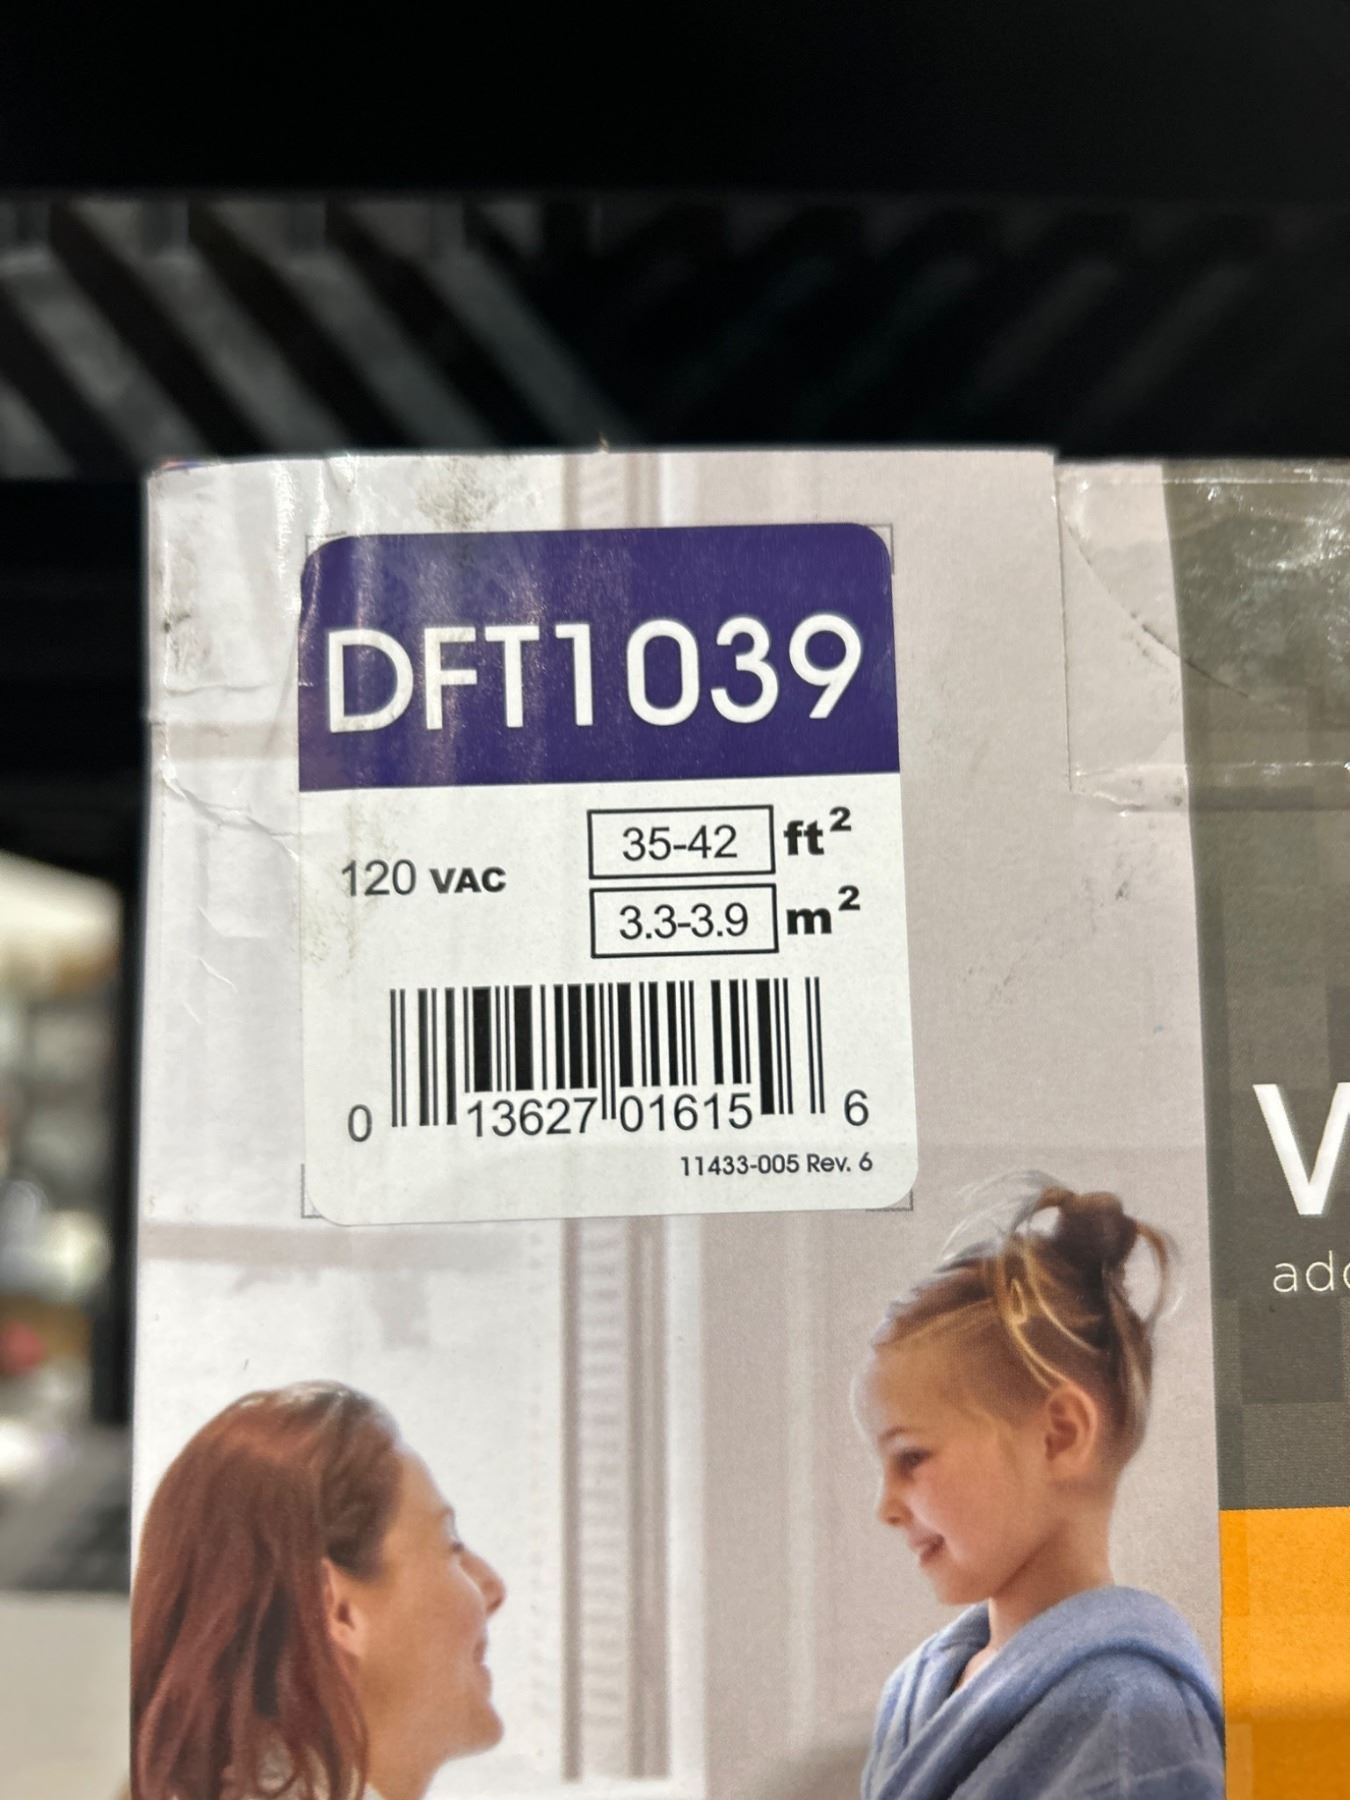 DFT1039
120 VAC
35-42 ft²
3.3-3.9 m²
0 13627 01615 6
11433-005 Rev. 6